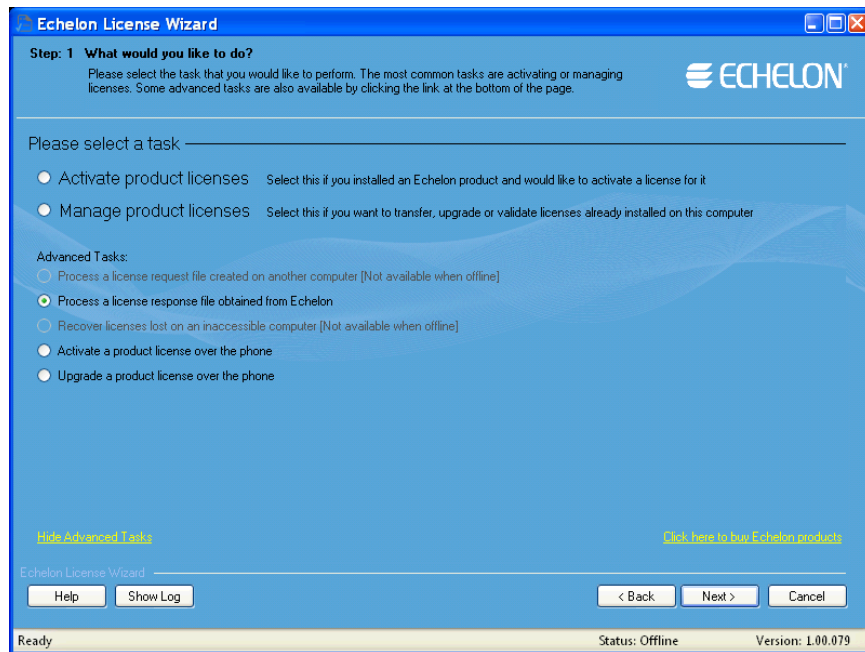 Echelon License Wizard
Step: 1 What would you like to do?
Please select the task that you would like to perform. The most common tasks are activating or managing
licenses. Some advanced tasks are also available by clicking the link at the bottom of the page.
ECHELON®
Please select a task
Activate product licenses Select this if you installed an Echelon product and would like to activate a license for it
Manage product licenses Select this if you want to transfer, upgrade or validate licenses already installed on this computer
Advanced Tasks:
Process a license request file created on another computer [Not available when offline]
Process a license response file obtained from Echelon
Recover licenses lost on an inaccessible computer [Not available when offline]
Activate a product license over the phone
Upgrade a product license over the phone
Hide Advanced Tasks Click here to buy Echelon products
Echelon License Wizard
Help Show Log < Back Next > Cancel
Ready Status: Offline Version: 1.00.079